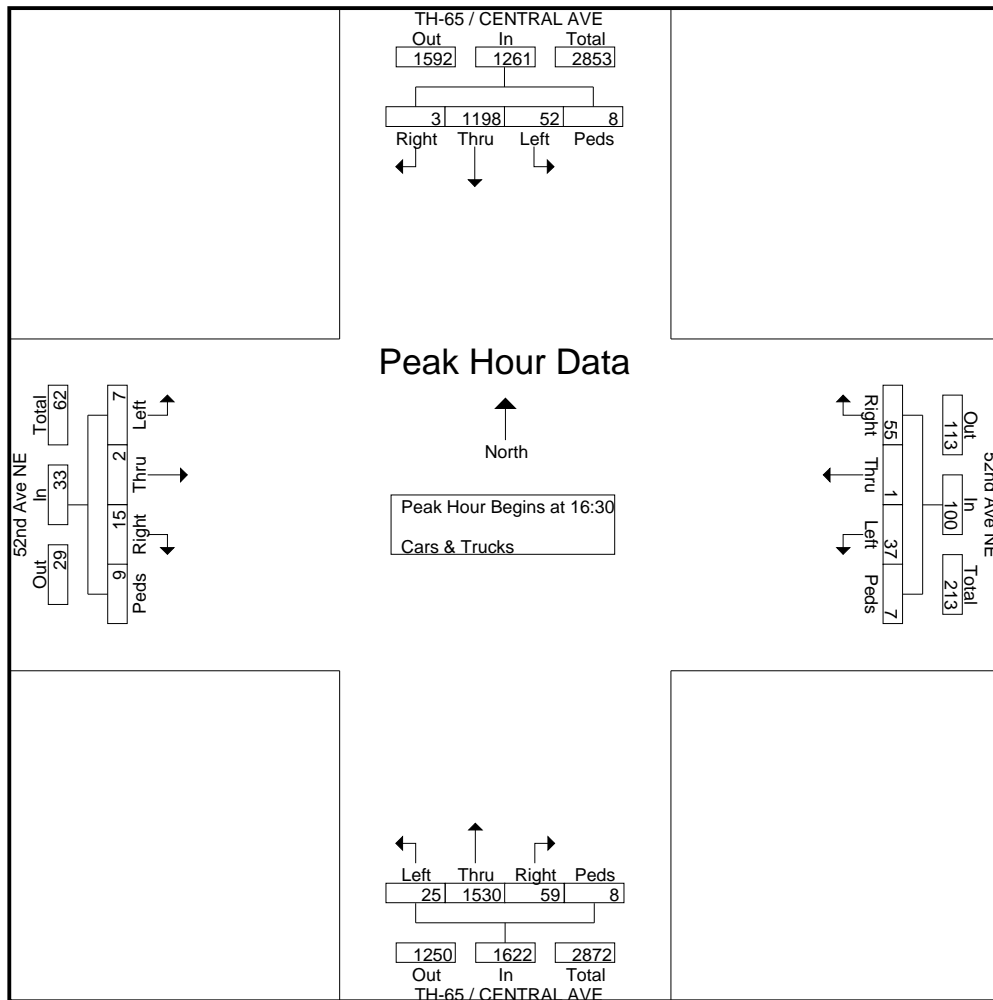 TH-65 / CENTRAL AVE
Out In Total
1592 1261 2853
3 1198 52 8
Right Thru Left Peds
Peak Hour Data
North
Peak Hour Begins at 16:30
Cars & Trucks
52nd Ave NE
Total In Out
62 33 29
7 2 15 9
Left Thru Right Peds
Right Thru Left Peds
55 1 37 7
113 100 213
Out In Total
52nd Ave NE
Left Thru Right Peds
25 1530 59 8
1250 1622 2872
Out In Total
TH-65 / CENTRAL AVE